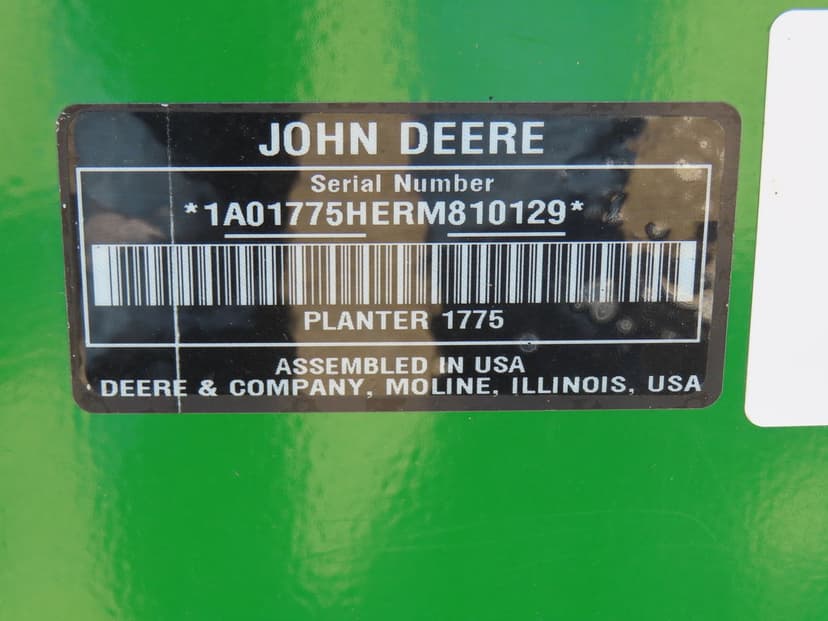 JOHN DEERE
Serial Number
*1A01775HERM810129*
PLANTER 1775
ASSEMBLED IN USA
DEERE & COMPANY, MOLINE, ILLINOIS, USA